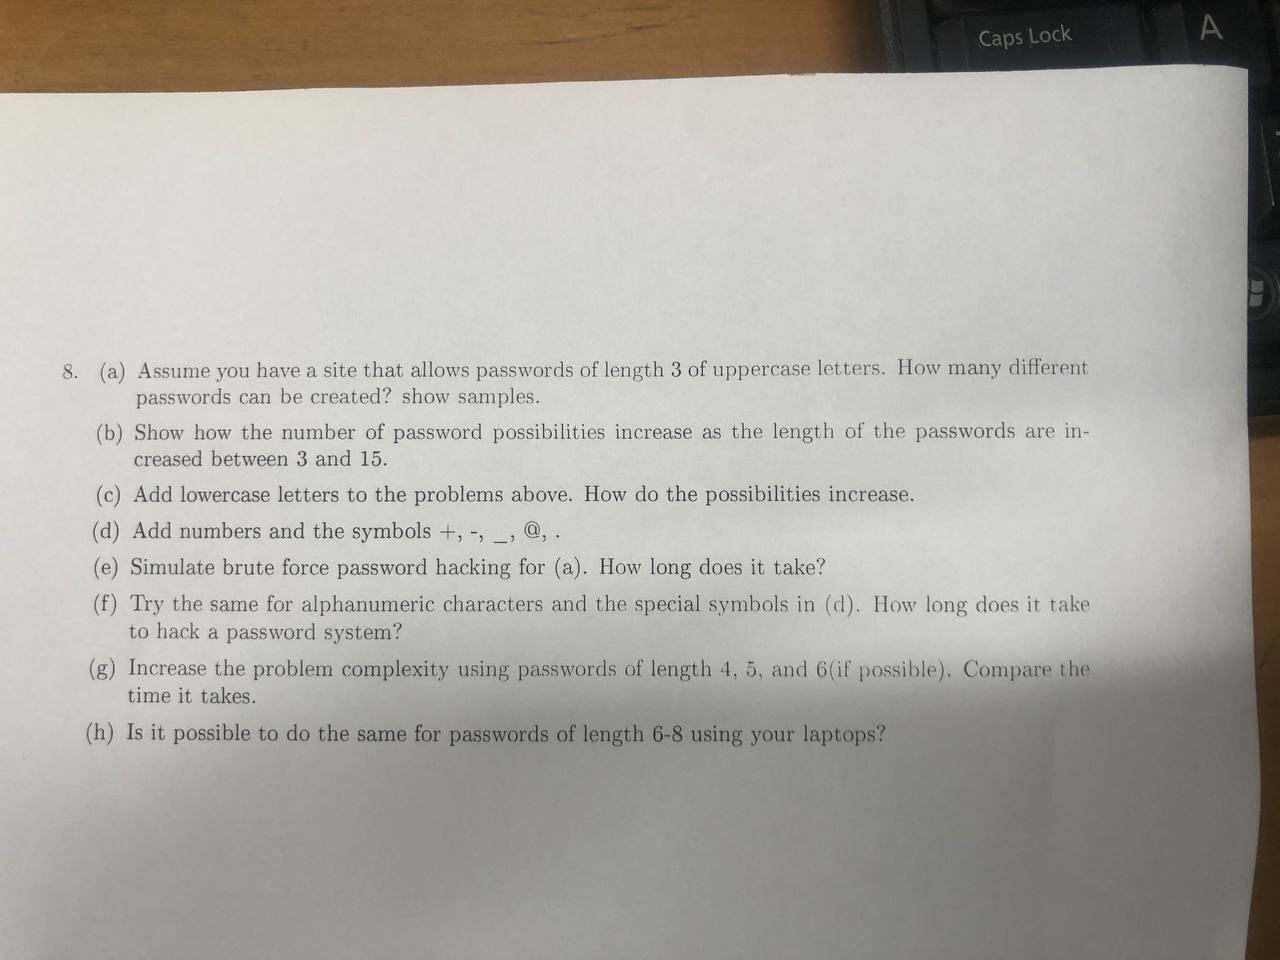 Caps Lock
A
8. (a) Assume you have a site that allows passwords of length 3 of uppercase letters. How many different
passwords can be created? show samples.
(b) Show how the number of password possibilities increase as the length of the passwords are in-
creased between 3 and 15.
(c) Add lowercase letters to the problems above. How do the possibilities increase.
(d) Add numbers and the symbols +, -, _, @, .
(e) Simulate brute force password hacking for (a). How long does it take?
(f) Try the same for alphanumeric characters and the special symbols in (d). How long does it take
to hack a password system?
(g) Increase the problem complexity using passwords of length 4, 5, and 6(if possible). Compare the
time it takes.
(h) Is it possible to do the same for passwords of length 6-8 using your laptops?